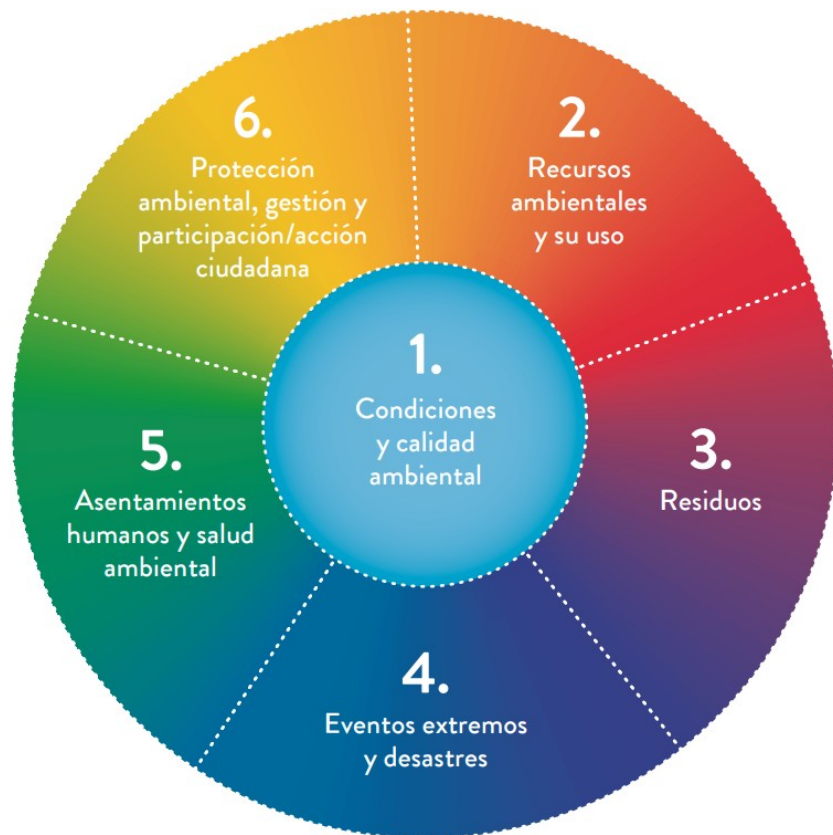 1.
Condiciones
y calidad
ambiental
2.
Recursos
ambientales
y su uso
3.
Residuos
4.
Eventos extremos
y desastres
5.
Asentamientos
humanos y salud
ambiental
6.
Protección
ambiental, gestión y
participación/acción
ciudadana